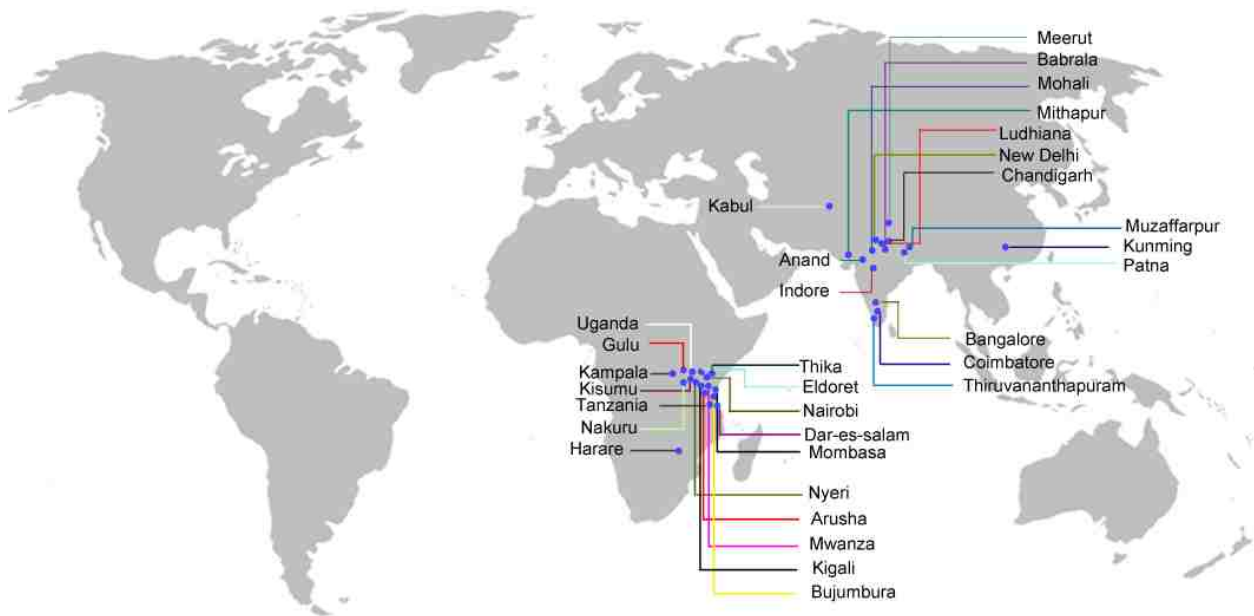 Meerut
Babrala
Mohali
Mithapur
Ludhiana
New Delhi
Chandigarh
Kabul
Muzaffarpur
Kunming
Anand
Patna
Indore
Uganda
Gulu
Bangalore
Thika
Coimbatore
Kampala
Eldoret
Thiruvananthapuram
Kisumu
Tanzania
Nairobi
Nakuru
Dar-es-salam
Harare
Mombasa
Nyeri
Arusha
Mwanza
Kigali
Bujumbura